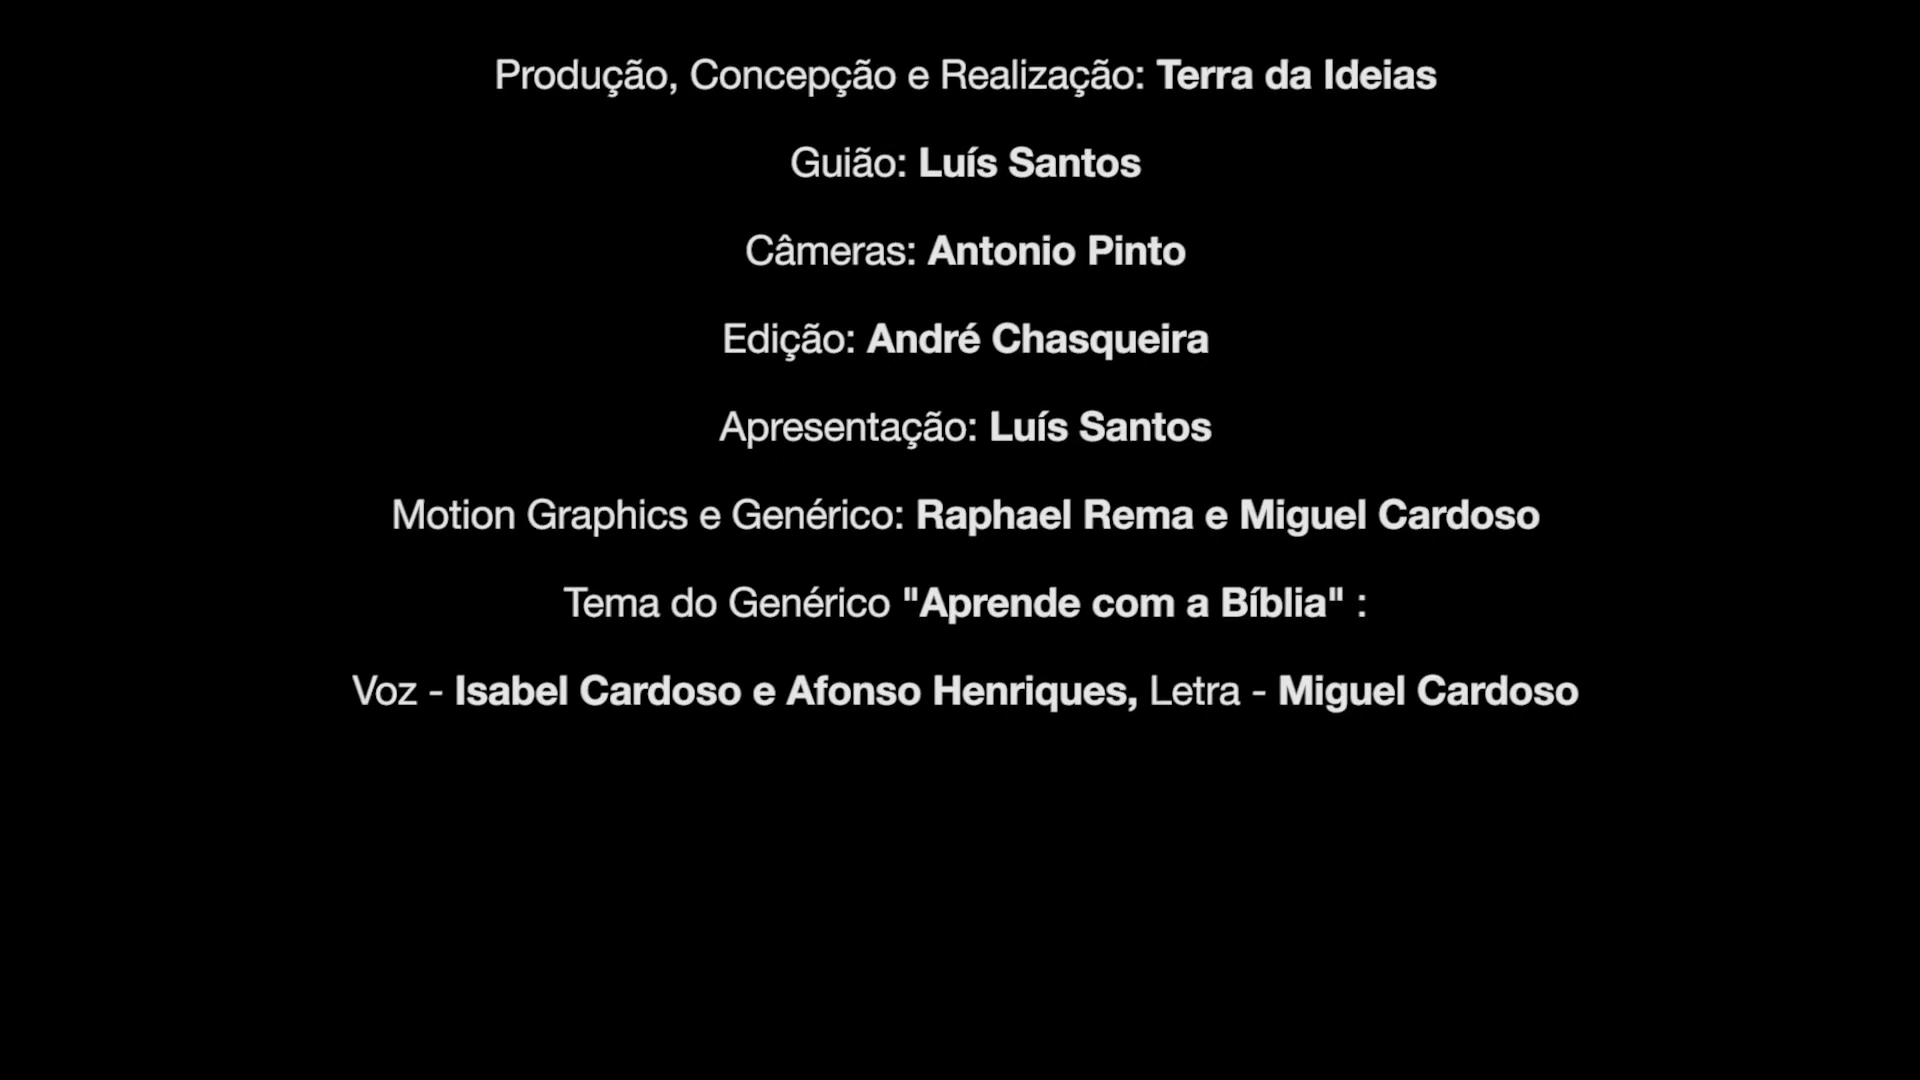 Produção, Concepção e Realização: Terra da Ideias
Guião: Luís Santos
Câmeras: Antonio Pinto
Edição: André Chasqueira
Apresentação: Luís Santos
Motion Graphics e Genérico: Raphael Rema e Miguel Cardoso
Tema do Genérico "Aprende com a Bíblia" :
Voz - Isabel Cardoso e Afonso Henriques, Letra - Miguel Cardoso